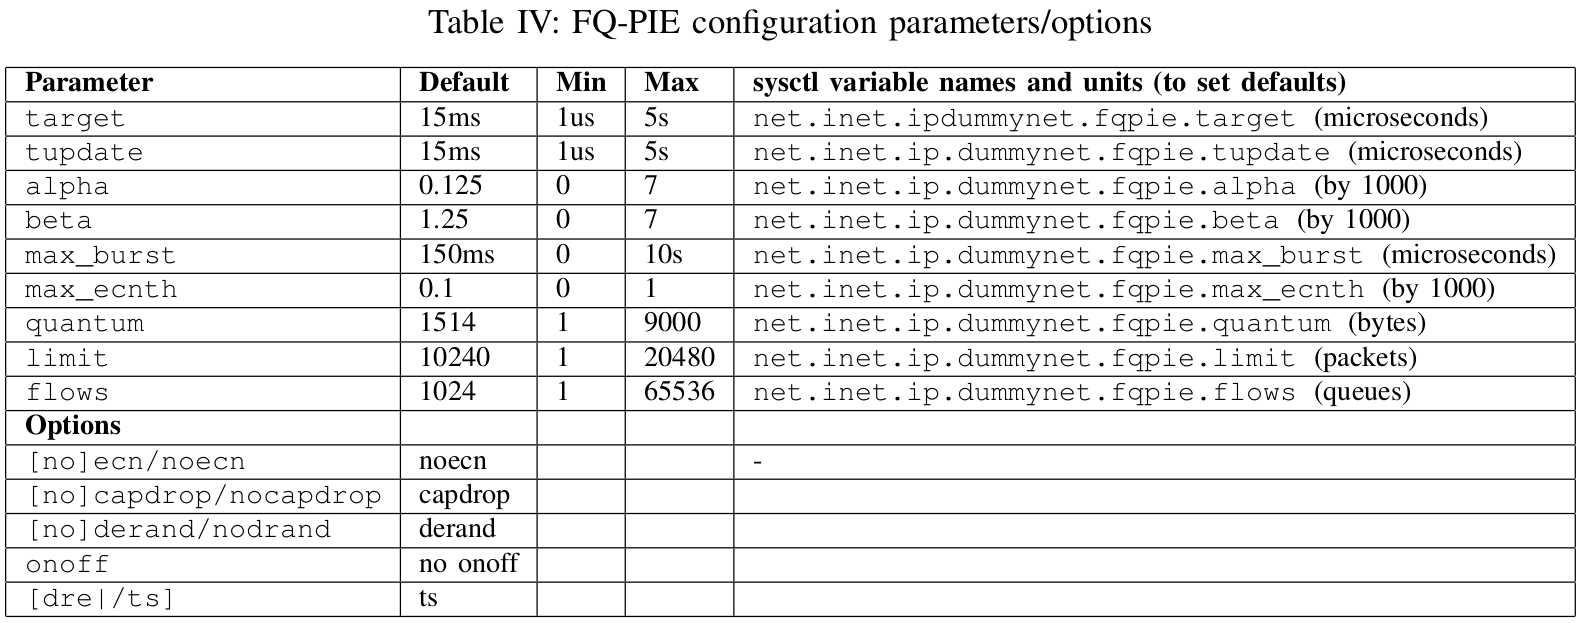 Table IV: FQ-PIE configuration parameters/options
Parameter Default Min Max sysctl variable names and units (to set defaults)
target 15ms 1us 5s net.inet.ipdummynet.fqpie.target (microseconds)
tupdate 15ms 1us 5s net.inet.ip.dummynet.fqpie.tupdate (microseconds)
alpha 0.125 0 7 net.inet.ip.dummynet.fqpie.alpha (by 1000)
beta 1.25 0 7 net.inet.ip.dummynet.fqpie.beta (by 1000)
max_burst 150ms 0 10s net.inet.ip.dummynet.fqpie.max_burst (microseconds)
max_ecnth 0.1 0 1 net.inet.ip.dummynet.fqpie.max_ecnth (by 1000)
quantum 1514 1 9000 net.inet.ip.dummynet.fqpie.quantum (bytes)
limit 10240 1 20480 net.inet.ip.dummynet.fqpie.limit (packets)
flows 1024 1 65536 net.inet.ip.dummynet.fqpie.flows (queues)
Options
[no]ecn/noecn noecn -
[no]capdrop/nocapdrop capdrop
[no]derand/nodrand derand
onoff no onoff
[dre|/ts] ts